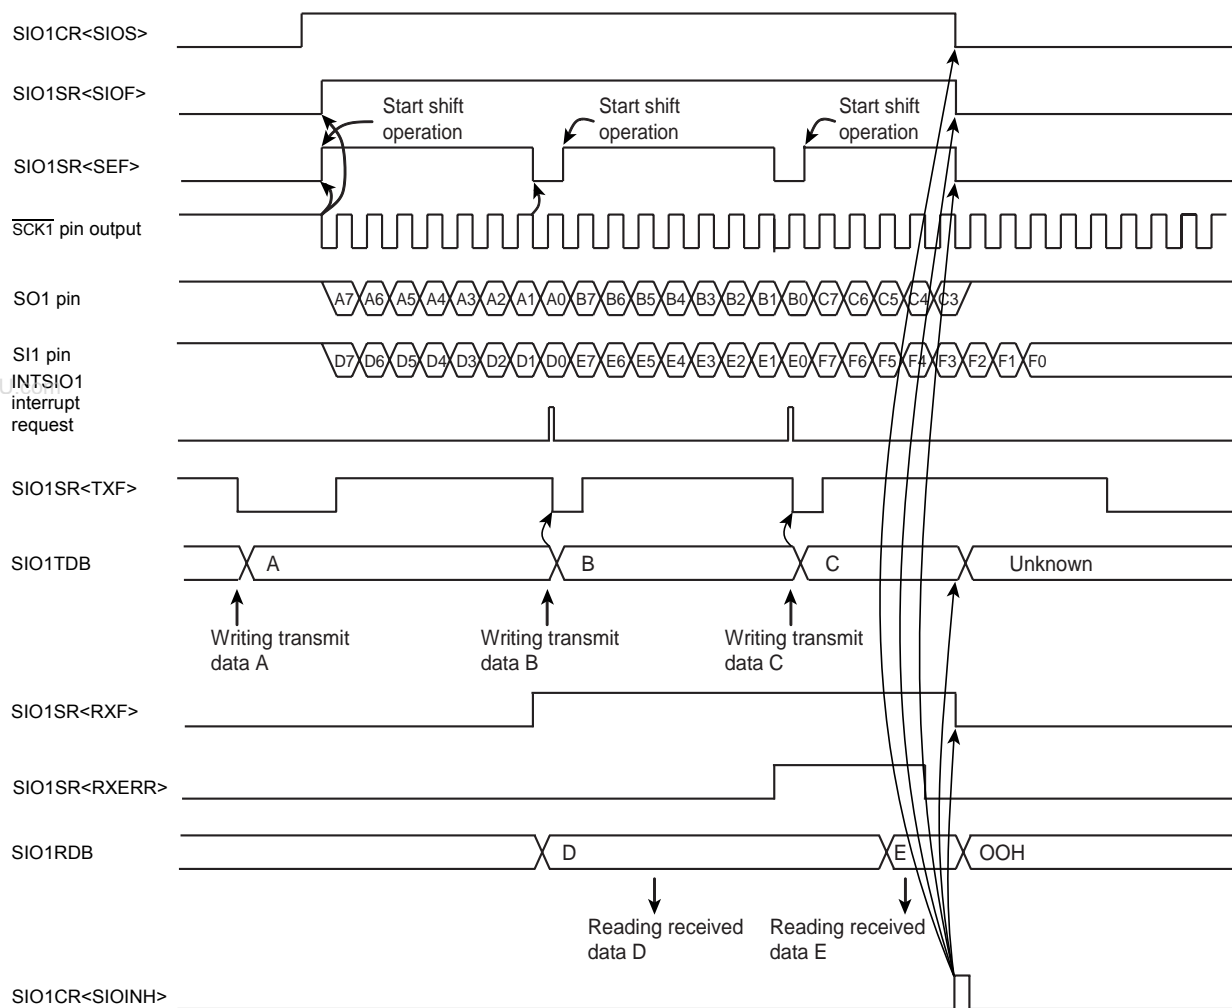 SIO1CR<SIOS>
SIO1SR<SIOF>
Start shift
operation
Start shift
operation
Start shift
operation
SIO1SR<SEF>
SCK1 pin output
SO1 pin
A7 A6 A5 A4 A3 A2 A1 A0 B7 B6 B5 B4 B3 B2 B1 B0 C7 C6 C5 C4 C3
SI1 pin
D7 D6 D5 D4 D3 D2 D1 D0 E7 E6 E5 E4 E3 E2 E1 E0 F7 F6 F5 F4 F3 F2 F1 F0
INTSIO1
interrupt
request
SIO1SR<TXF>
SIO1TDB
A
B
C
Unknown
Writing transmit
data A
Writing transmit
data B
Writing transmit
data C
SIO1SR<RXF>
SIO1SR<RXERR>
SIO1RDB
D
E
OOH
Reading received
data D
Reading received
data E
SIO1CR<SIOINH>